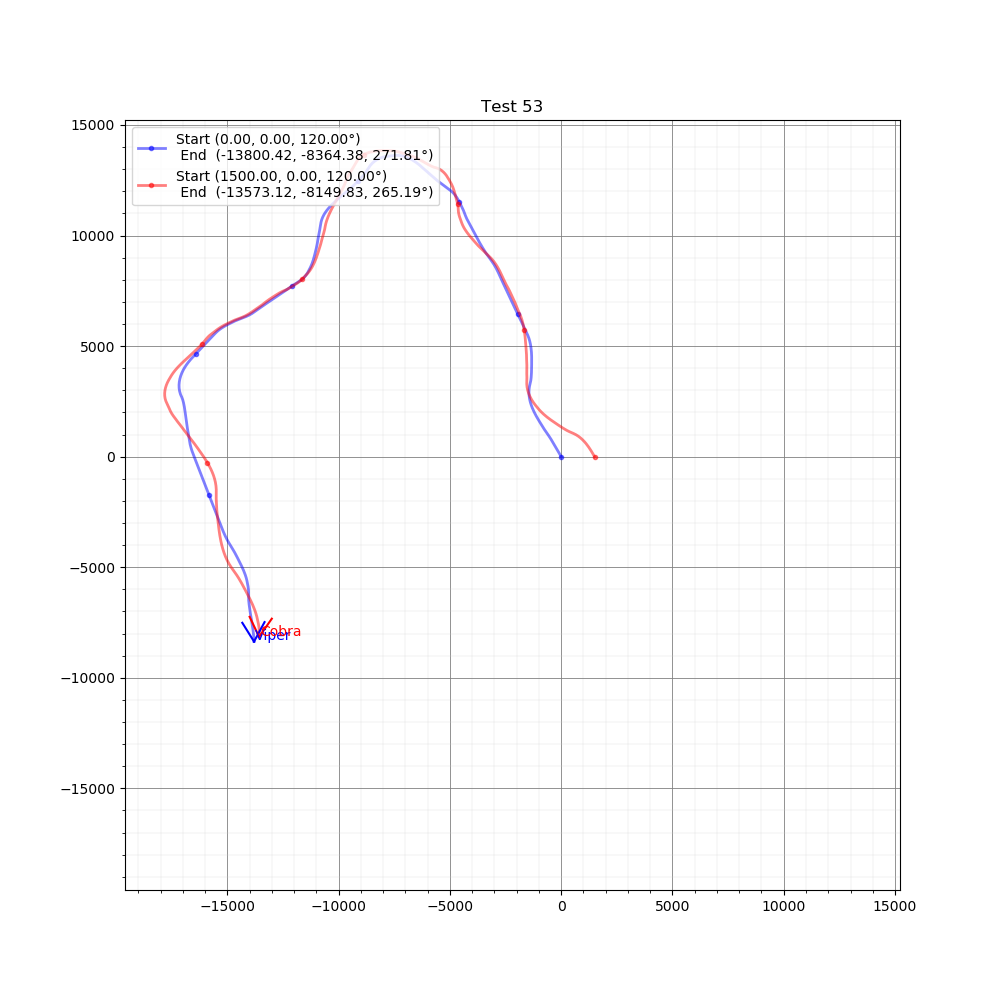 Test 53
Start (0.00, 0.00, 120.00°)
End  (-13800.42, -8364.38, 271.81°)
Start (1500.00, 0.00, 120.00°)
End  (-13573.12, -8149.83, 265.19°)
15000
10000
5000
0
−5000
−10000
−15000
Cobra
Viper
−15000 −10000 −5000 0 5000 10000 15000